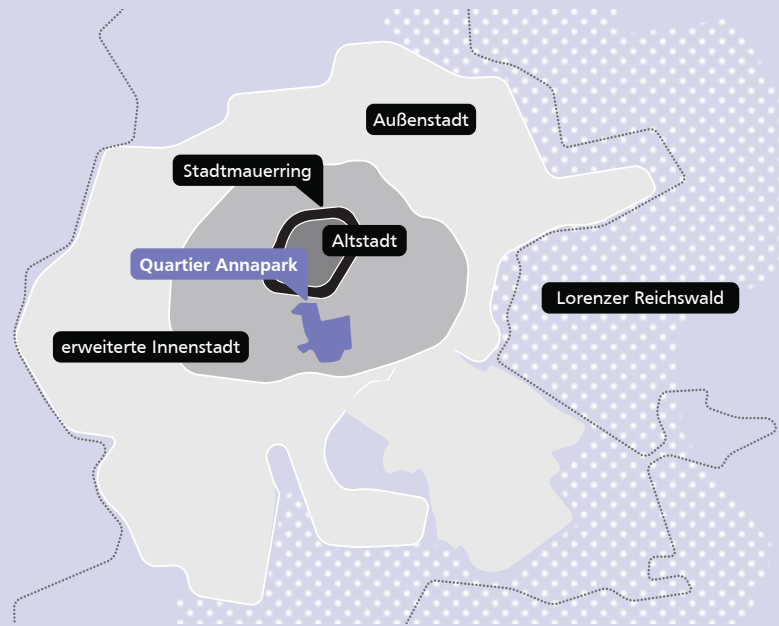 Außenstadt
Stadtmauerring
Altstadt
Quartier Annapark
Lorenzer Reichswald
erweiterte Innenstadt